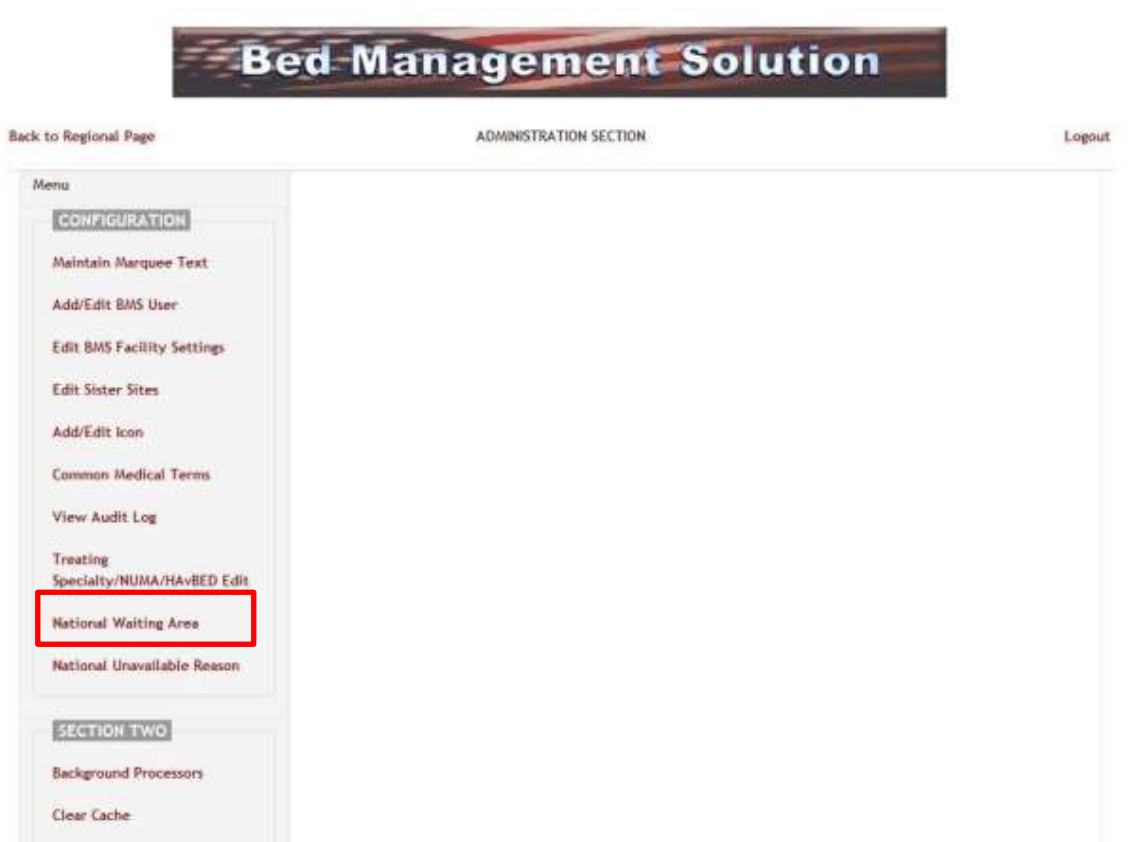 Bed Management Solution
Back to Regional Page
ADMINISTRATION SECTION
Logout
Menu
CONFIGURATION
Maintain Marquee Text
Add/Edit BMS User
Edit BMS Facility Settings
Edit Sister Sites
Add/Edit Icon
Common Medical Terms
View Audit Log
Treating
Specialty/NUMA/HAvBED Edit
National Waiting Area
National Unavailable Reason
SECTION TWO
Background Processors
Clear Cache